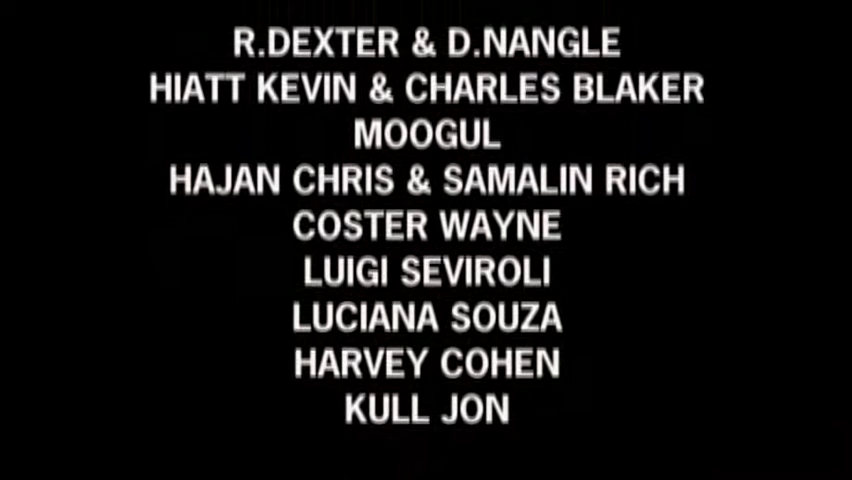 R.DEXTER & D.NANGLE
HIATT KEVIN & CHARLES BLAKER
MOOGUL
HAJAN CHRIS & SAMALIN RICH
COSTER WAYNE
LUIGI SEVIROLI
LUCIANA SOUZA
HARVEY COHEN
KULL JON